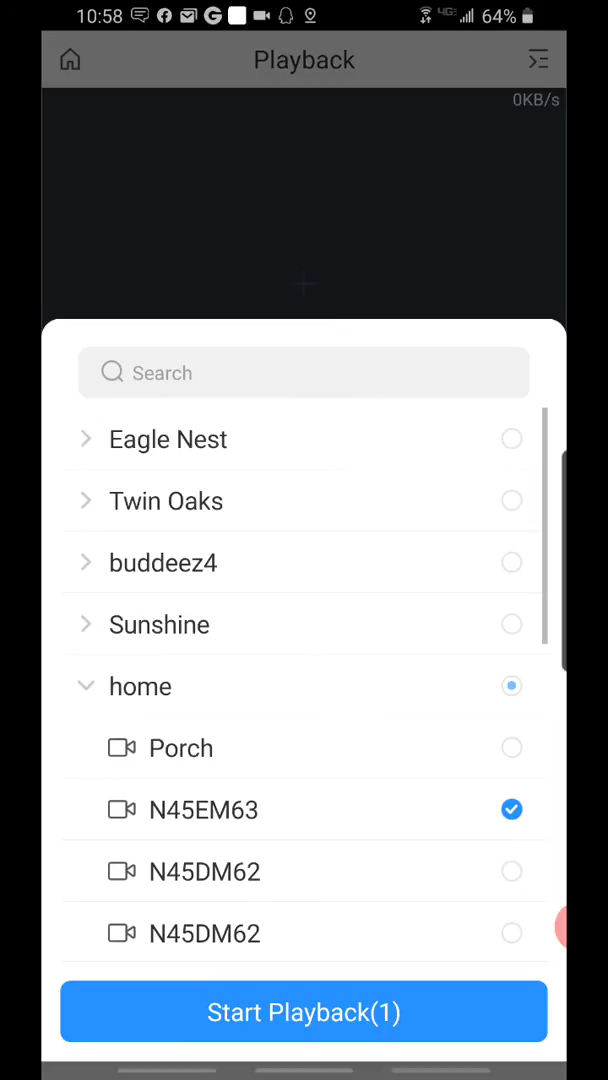 10:58 4G 64%
Playback
0KB/s
Search
Eagle Nest
Twin Oaks
buddeez4
Sunshine
home
Porch
N45EM63
N45DM62
N45DM62
Start Playback(1)